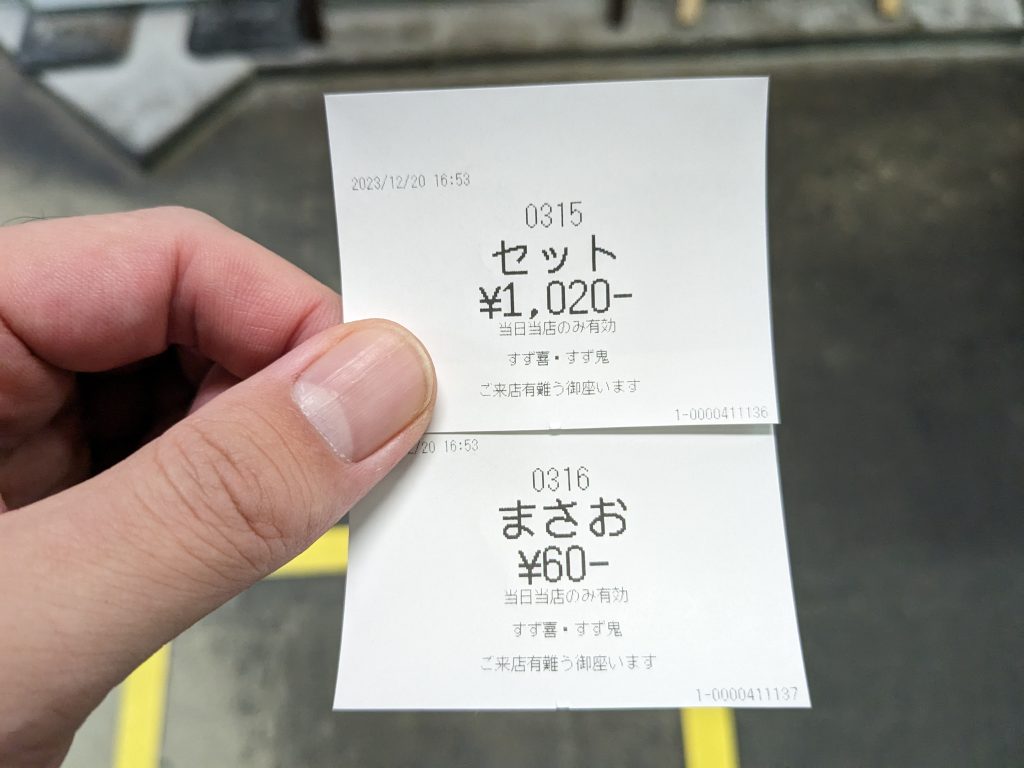 2023/12/20 16:53
0315
セット
¥1,020-
当日当店のみ有効
すず喜・すず鬼
ご来店有難う御座います
1-0000411136
/20 16:53
0316
まさお
¥60-
当日当店のみ有効
すず喜・すず鬼
ご来店有難う御座います
1-0000411137